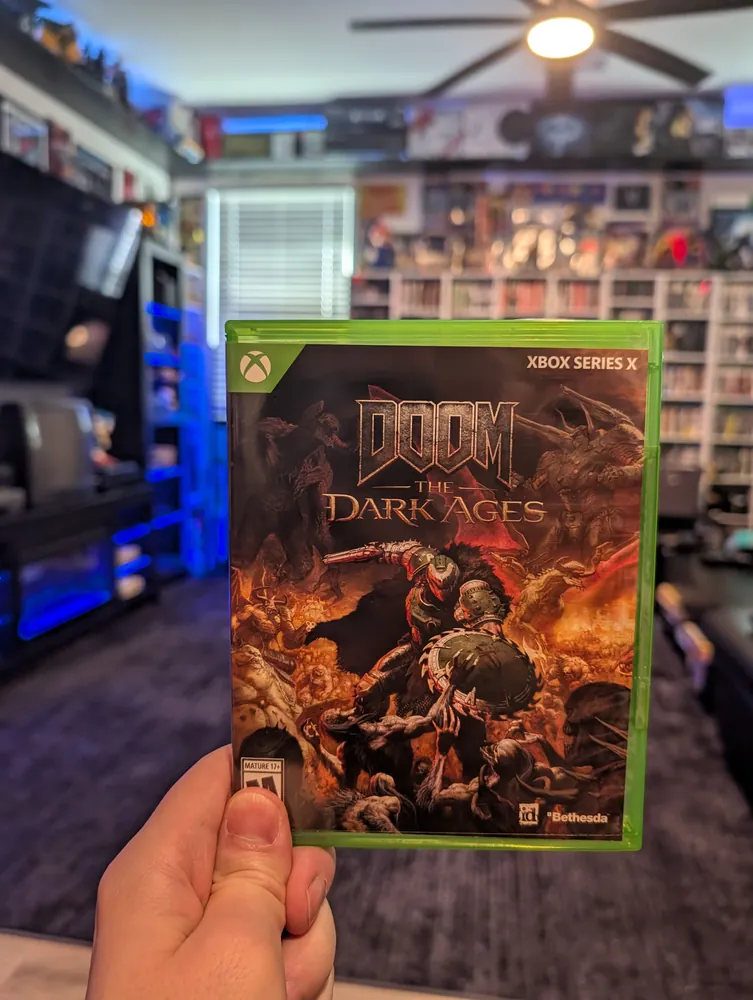 XBOX SERIES X
DOOM
THE
DARK AGES
MATURE 17+
id
Bethesda